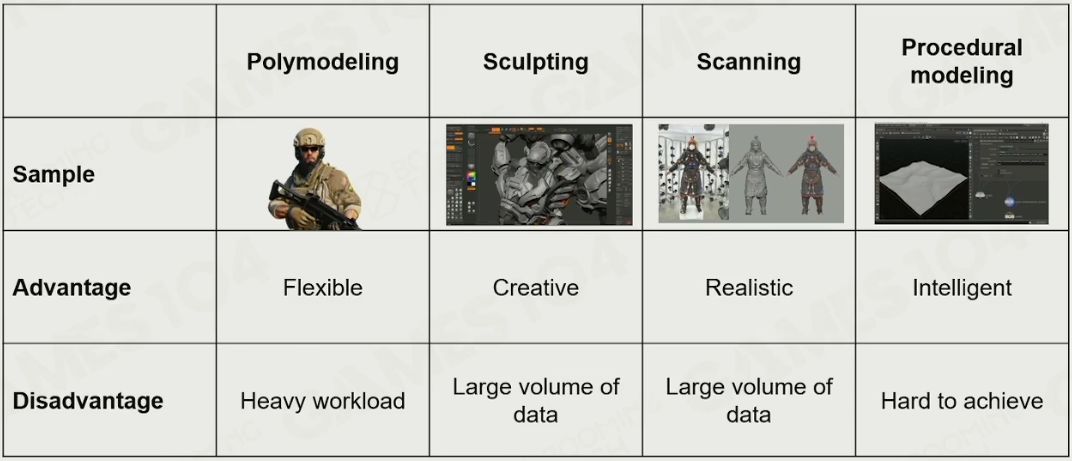 Polymodeling
Sculpting
Scanning
Procedural
modeling
Sample
Advantage
Flexible
Creative
Realistic
Intelligent
Disadvantage
Heavy workload
Large volume of
data
Large volume of
data
Hard to achieve
GAMES104